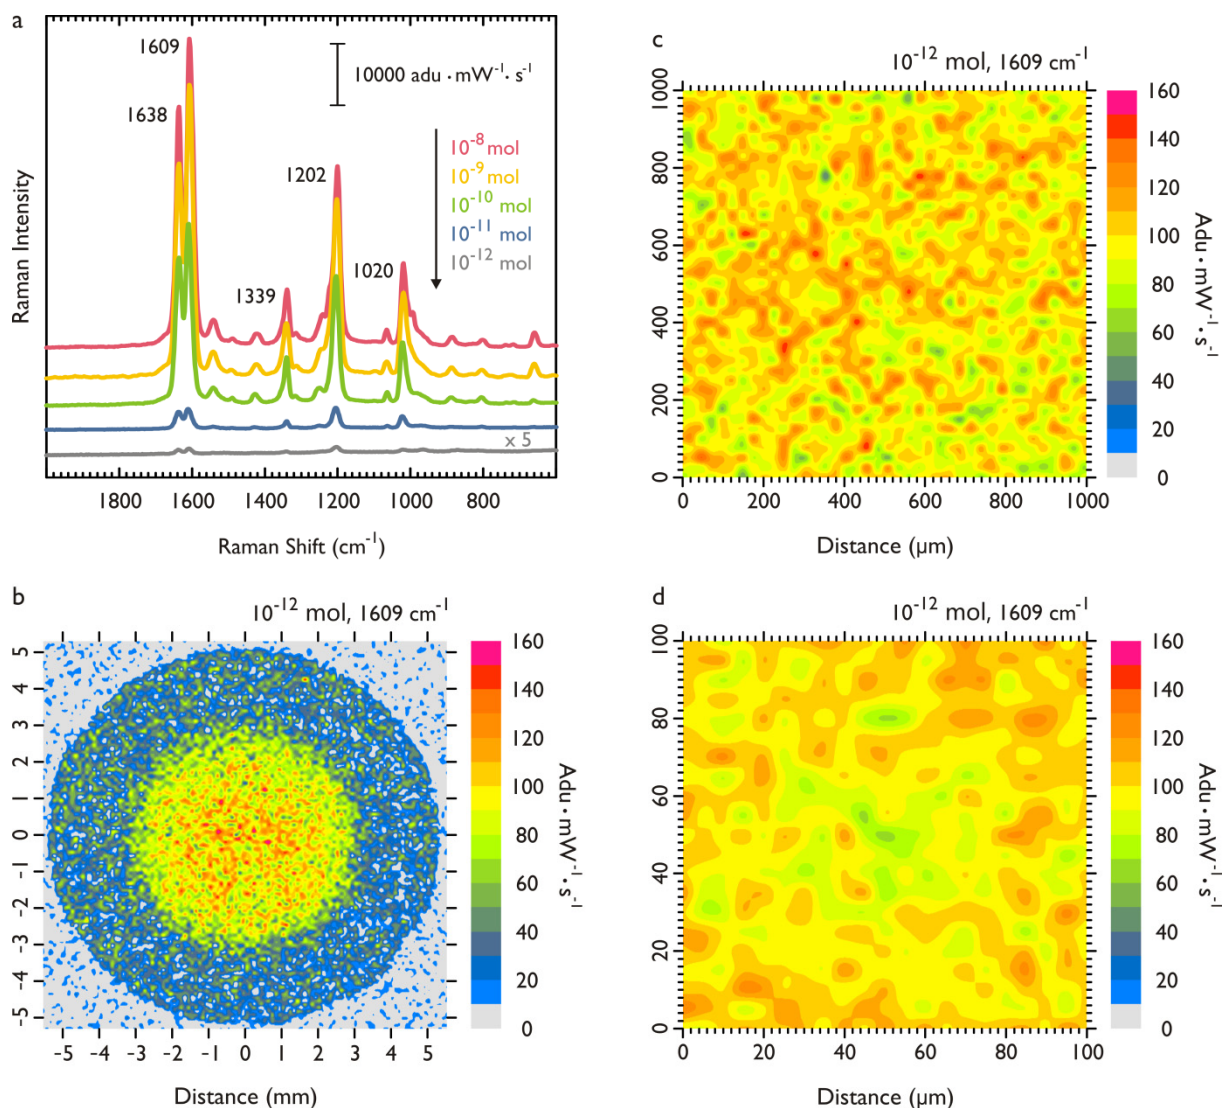 a
1609
1638
10000 adu · mW⁻¹ · s⁻¹
10⁻⁸ mol
10⁻⁹ mol
10⁻¹⁰ mol
10⁻¹¹ mol
10⁻¹² mol
1202
1339
1020
x 5
Raman Intensity
1800 1600 1400 1200 1000 800
Raman Shift (cm⁻¹)
c
10⁻¹² mol, 1609 cm⁻¹
1000
800
600
400
200
0
0 200 400 600 800 1000
Distance (µm)
160
140
120
100
80
60
40
20
0
Adu · mW⁻¹ · s⁻¹
b
10⁻¹² mol, 1609 cm⁻¹
5
4
3
2
1
0
-1
-2
-3
-4
-5
-5 -4 -3 -2 -1 0 1 2 3 4 5
Distance (mm)
160
140
120
100
80
60
40
20
0
Adu · mW⁻¹ · s⁻¹
d
10⁻¹² mol, 1609 cm⁻¹
100
80
60
40
20
0
0 20 40 60 80 100
Distance (µm)
160
140
120
100
80
60
40
20
0
Adu · mW⁻¹ · s⁻¹